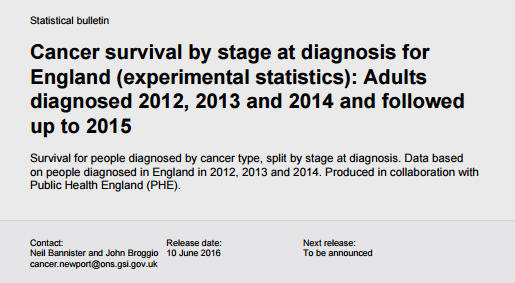 Statistical bulletin
Cancer survival by stage at diagnosis for
England (experimental statistics): Adults
diagnosed 2012, 2013 and 2014 and followed
up to 2015
Survival for people diagnosed by cancer type, split by stage at diagnosis. Data based
on people diagnosed in England in 2012, 2013 and 2014. Produced in collaboration with
Public Health England (PHE).
Contact:
Neil Bannister and John Broggio
cancer.newport@ons.gsi.gov.uk
Release date:
10 June 2016
Next release:
To be announced